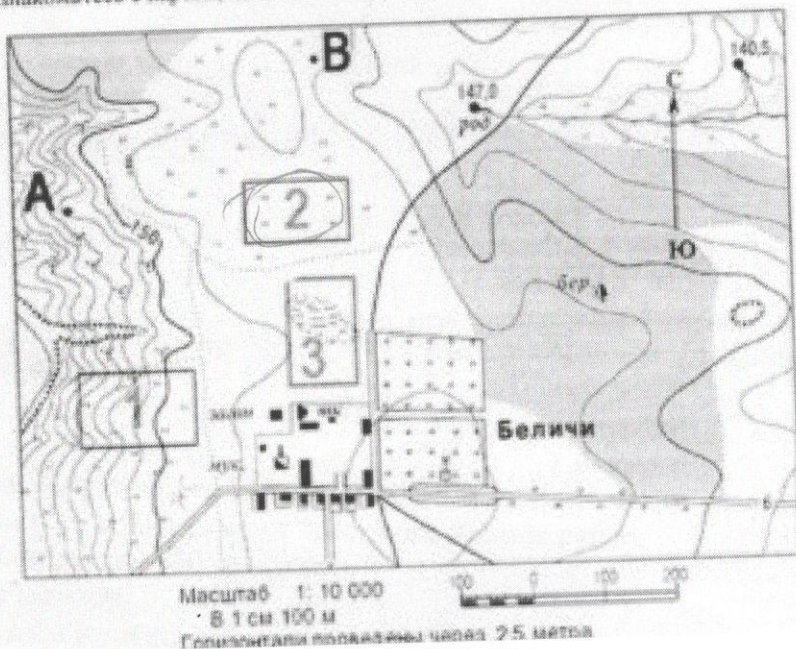 B
147,0
140,5
С
род.
А
2
150
Ю
бер.
3
1
Беличи
мук.
100 0 100 200
Масштаб 1: 10 000
В 1 см 100 м
Горизонтали проведены через 2,5 метра